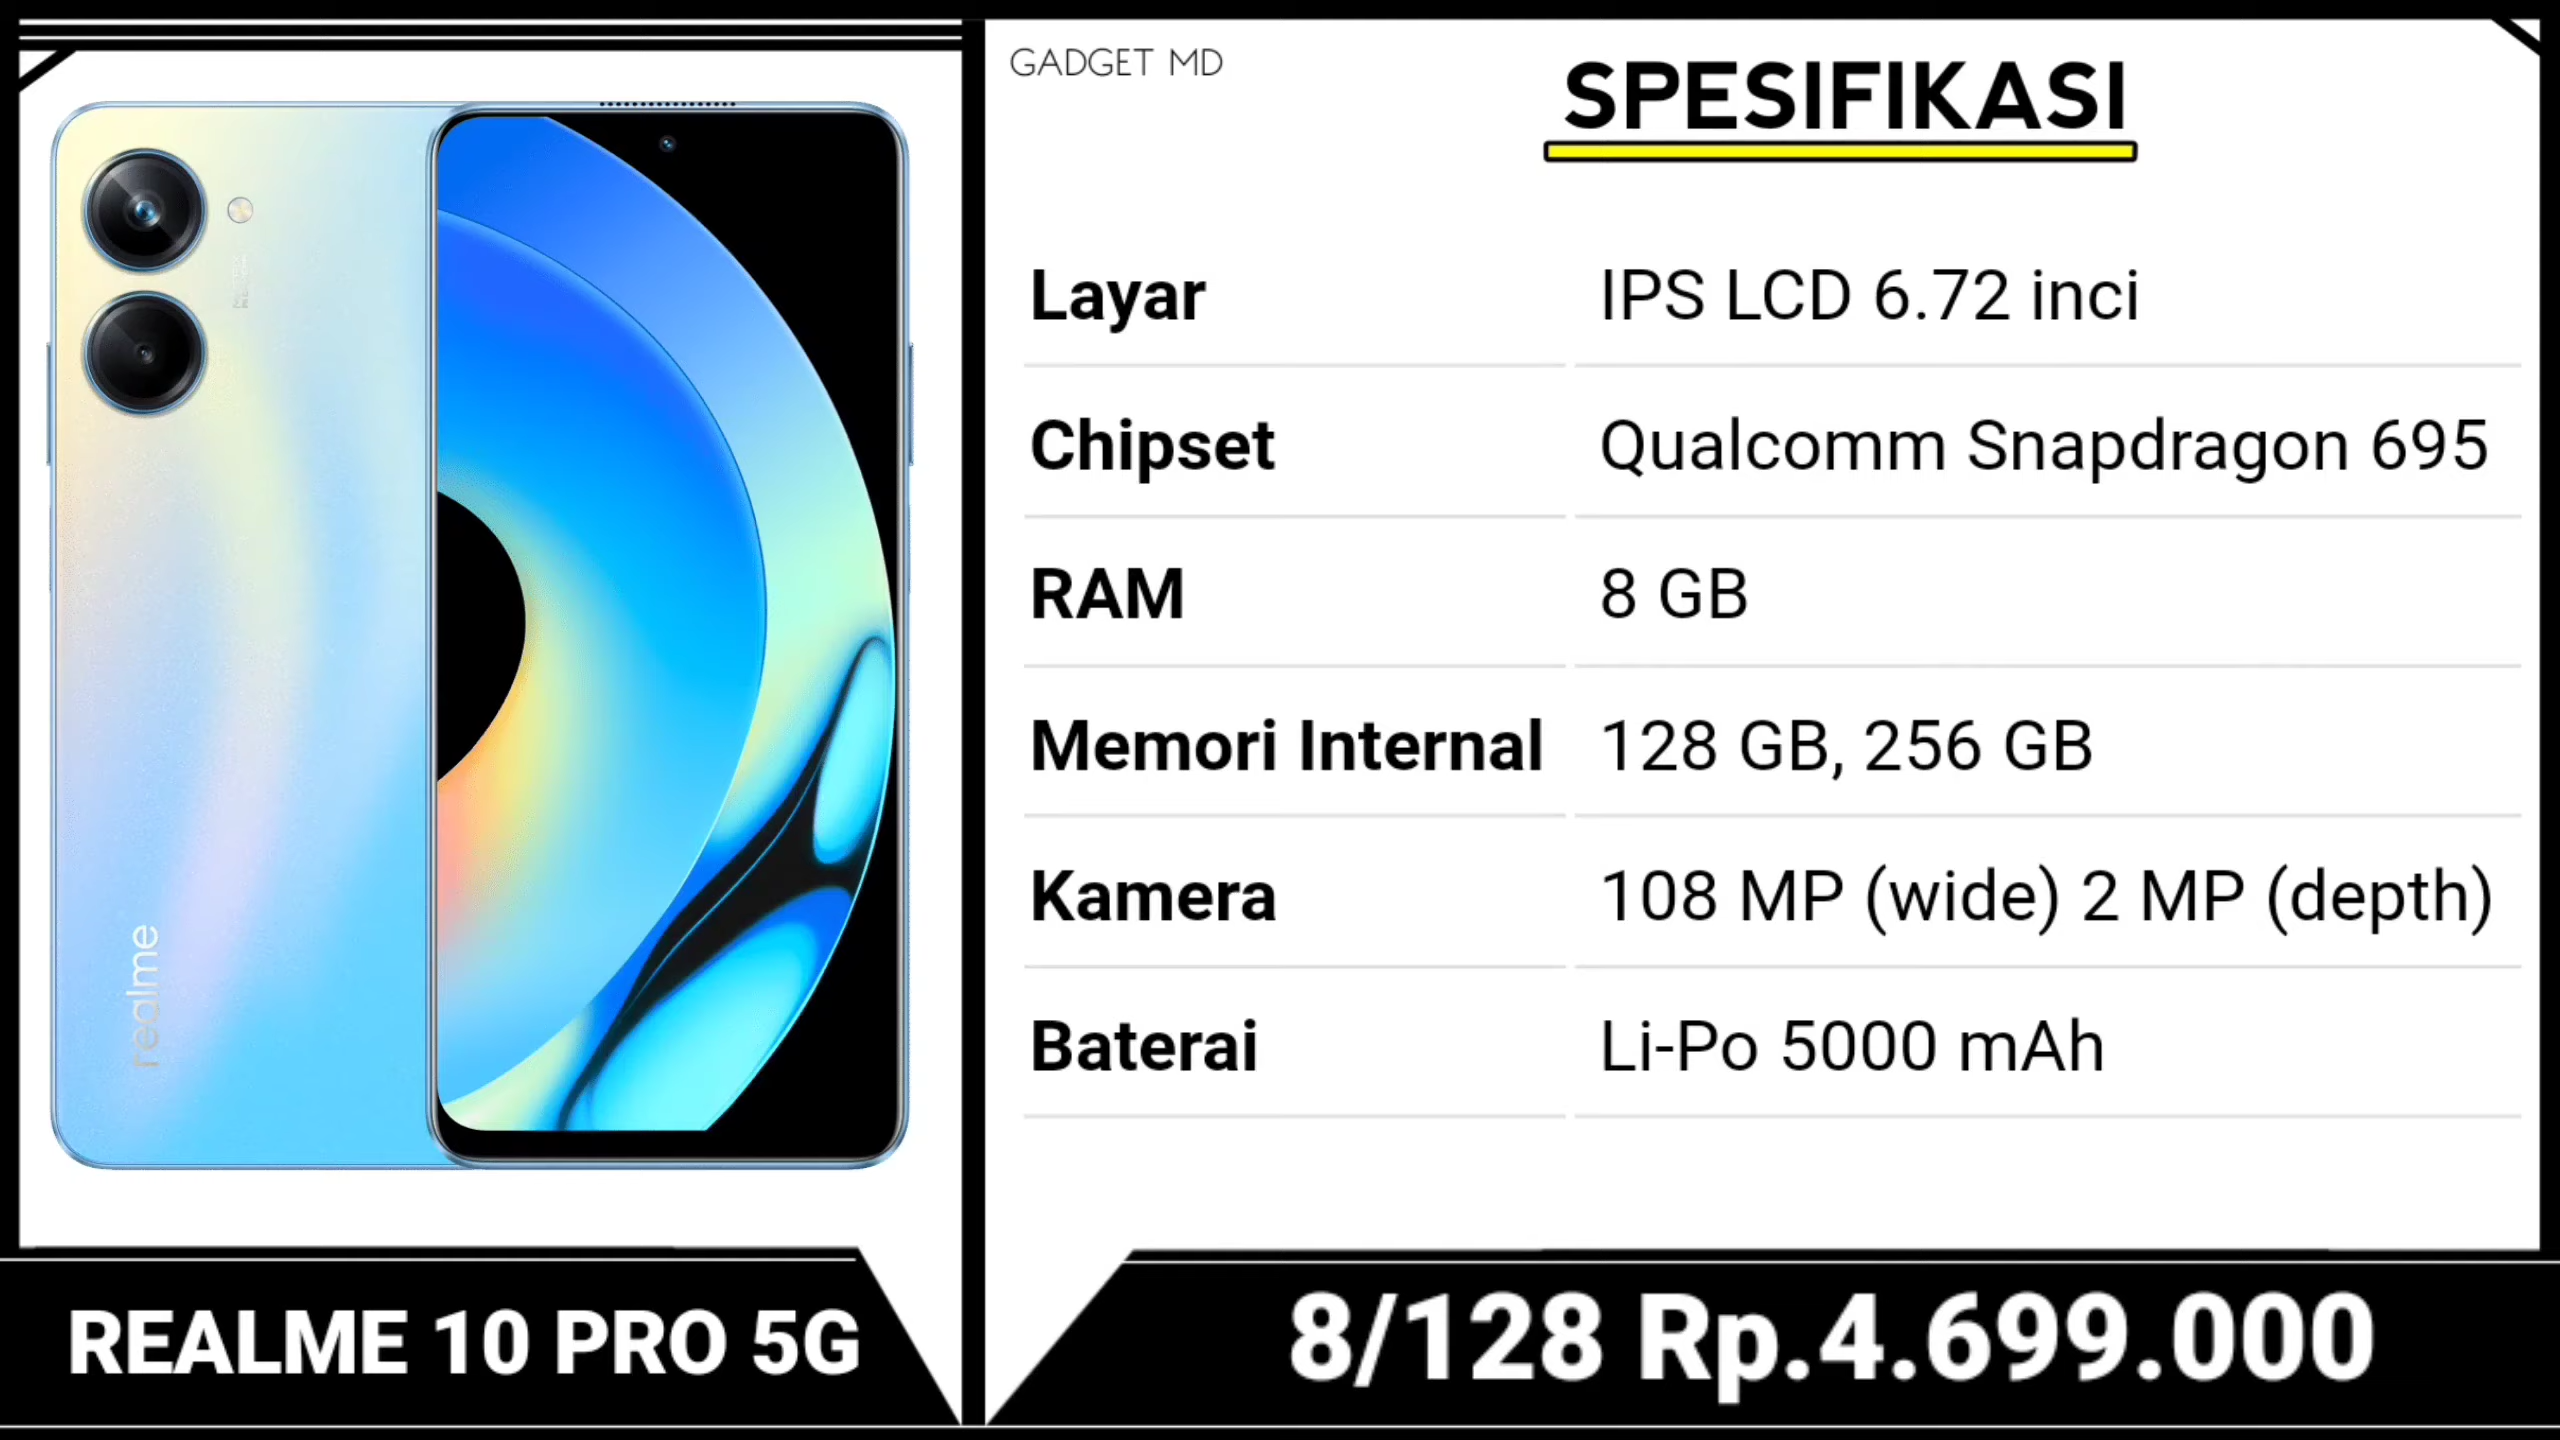 GADGET MD
SPESIFIKASI
Layar IPS LCD 6.72 inci
Chipset Qualcomm Snapdragon 695
RAM 8 GB
Memori Internal 128 GB, 256 GB
Kamera 108 MP (wide) 2 MP (depth)
Baterai Li-Po 5000 mAh
realme
REALME 10 PRO 5G
8/128 Rp.4.699.000